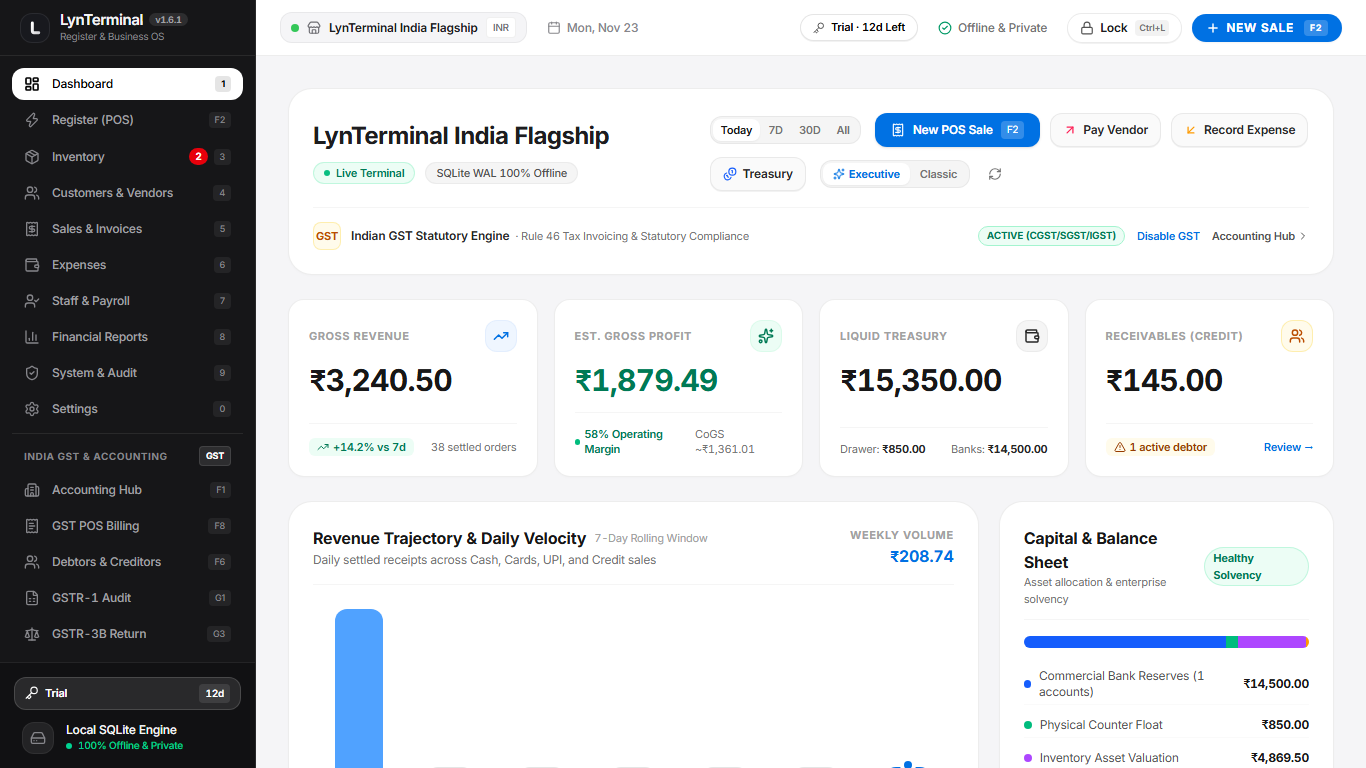 LynTerminal v1.6.1
Register & Business OS
Dashboard 1
Register (POS) F2
Inventory 2 3
Customers & Vendors 4
Sales & Invoices 5
Expenses 6
Staff & Payroll 7
Financial Reports 8
System & Audit 9
Settings 0
INDIA GST & ACCOUNTING GST
Accounting Hub F1
GST POS Billing F8
Debtors & Creditors F6
GSTR-1 Audit G1
GSTR-3B Return G3
Trial 12d
Local SQLite Engine
100% Offline & Private
LynTerminal India Flagship INR
Mon, Nov 23
Trial · 12d Left
Offline & Private
Lock Ctrl+L
NEW SALE F2
LynTerminal India Flagship
Live Terminal
SQLite WAL 100% Offline
Today 7D 30D All
New POS Sale F2
Pay Vendor
Record Expense
Treasury
Executive Classic
GST Indian GST Statutory Engine · Rule 46 Tax Invoicing & Statutory Compliance
ACTIVE (CGST/SGST/IGST) Disable GST Accounting Hub
GROSS REVENUE
₹3,240.50
+14.2% vs 7d 38 settled orders
EST. GROSS PROFIT
₹1,879.49
58% Operating
Margin
CoGS
~₹1,361.01
LIQUID TREASURY
₹15,350.00
Drawer: ₹850.00 Banks: ₹14,500.00
RECEIVABLES (CREDIT)
₹145.00
1 active debtor Review →
Revenue Trajectory & Daily Velocity 7-Day Rolling Window
Daily settled receipts across Cash, Cards, UPI, and Credit sales
WEEKLY VOLUME
₹208.74
Capital & Balance
Sheet
Asset allocation & enterprise
solvency
Healthy
Solvency
Commercial Bank Reserves (1
accounts) ₹14,500.00
Physical Counter Float ₹850.00
Inventory Asset Valuation ₹4,869.50